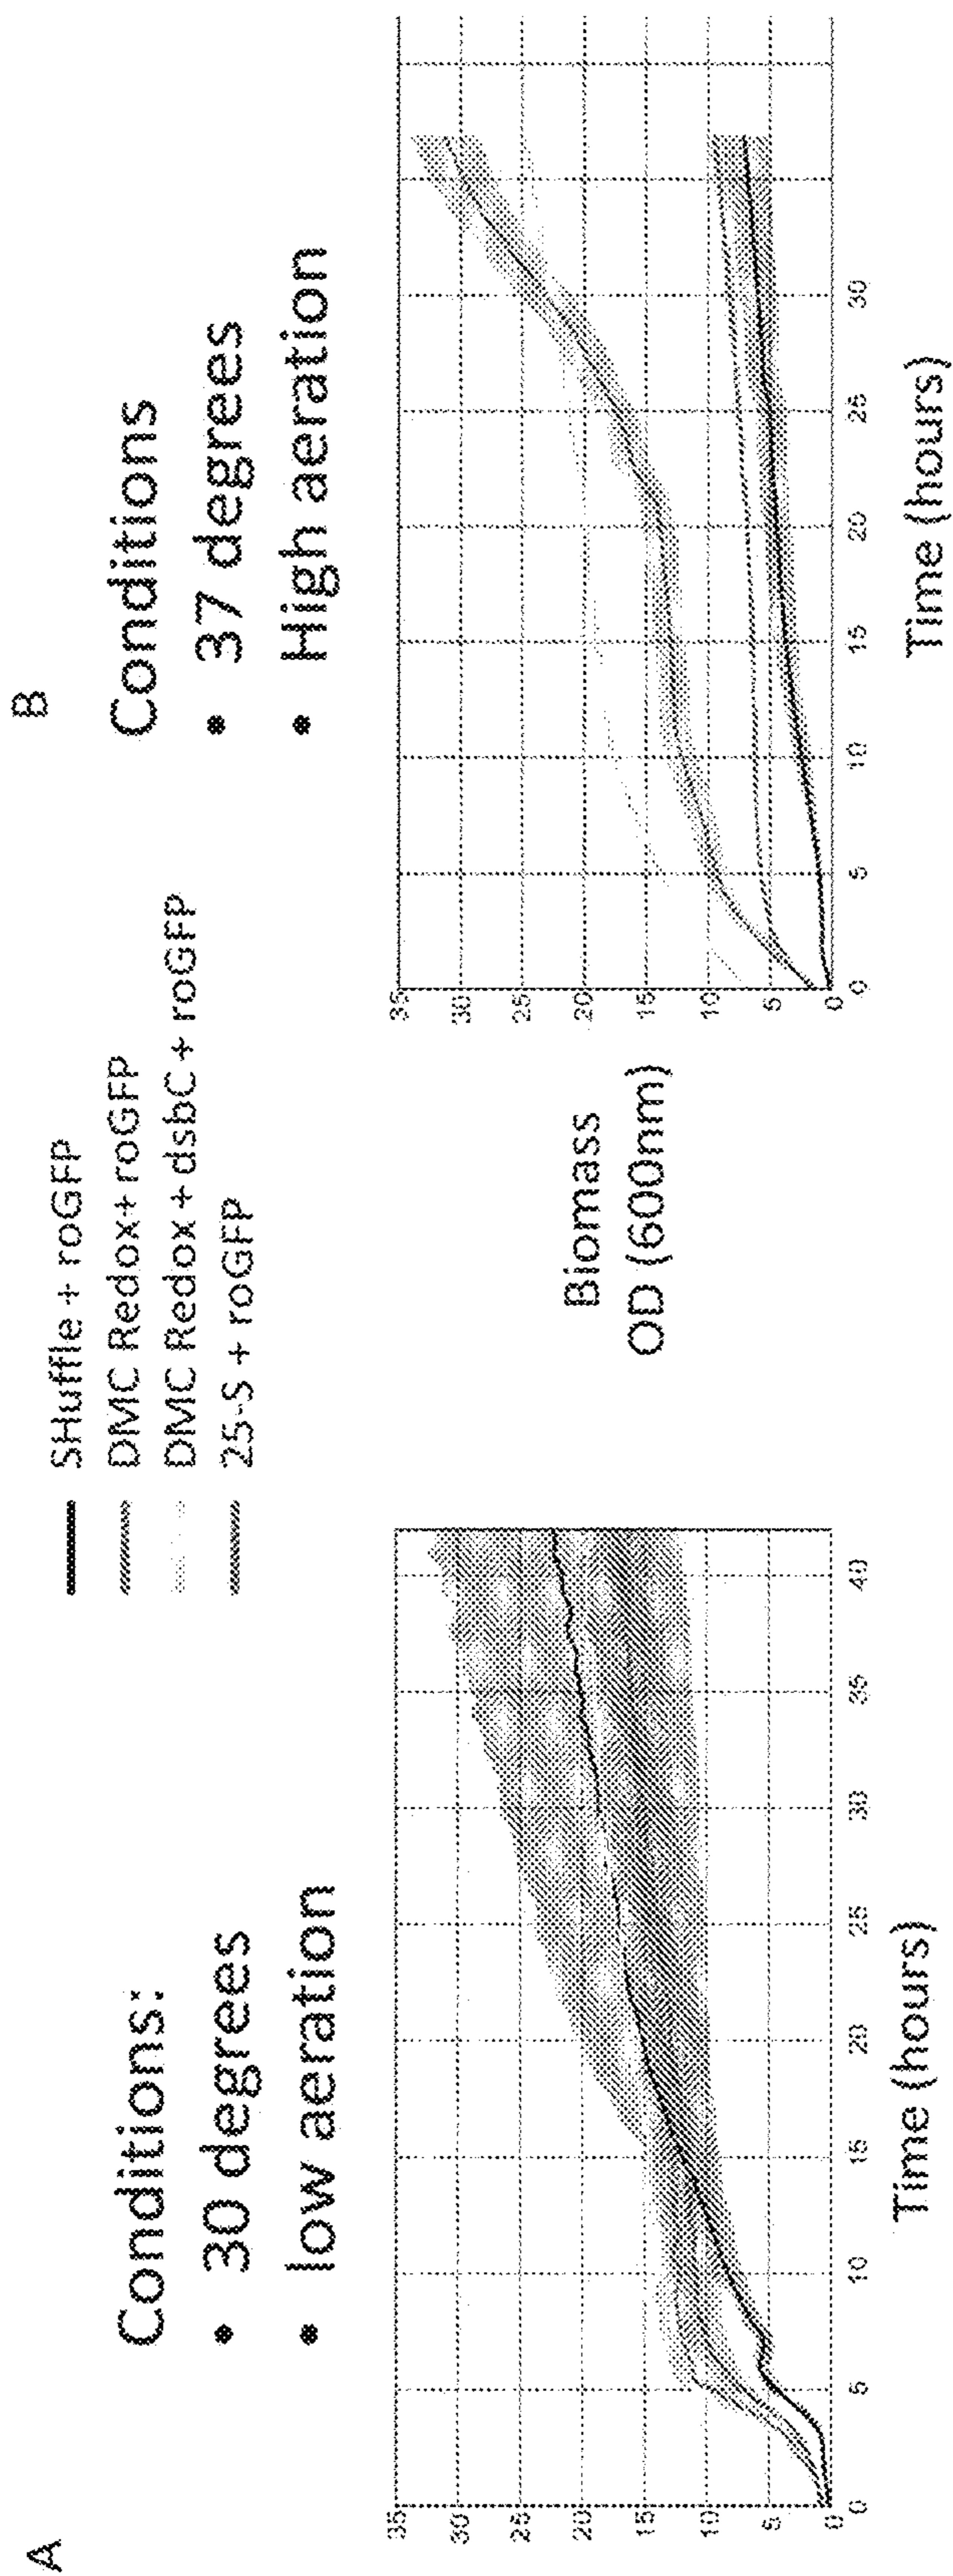 A
Conditions:
• 30 degrees
• low aeration
SHuffle + roGFP
DMC Redox+ roGFP
DMC Redox + dsbC + roGFP
25-S + roGFP
B
Conditions
• 37 degrees
• High aeration
35
30
25
20
15
10
5
0
0
5
10
15
20
25
30
35
40
Time (hours)
Biomass
OD (600nm)
35
30
25
20
15
10
5
0
0
5
10
15
20
25
30
Time (hours)